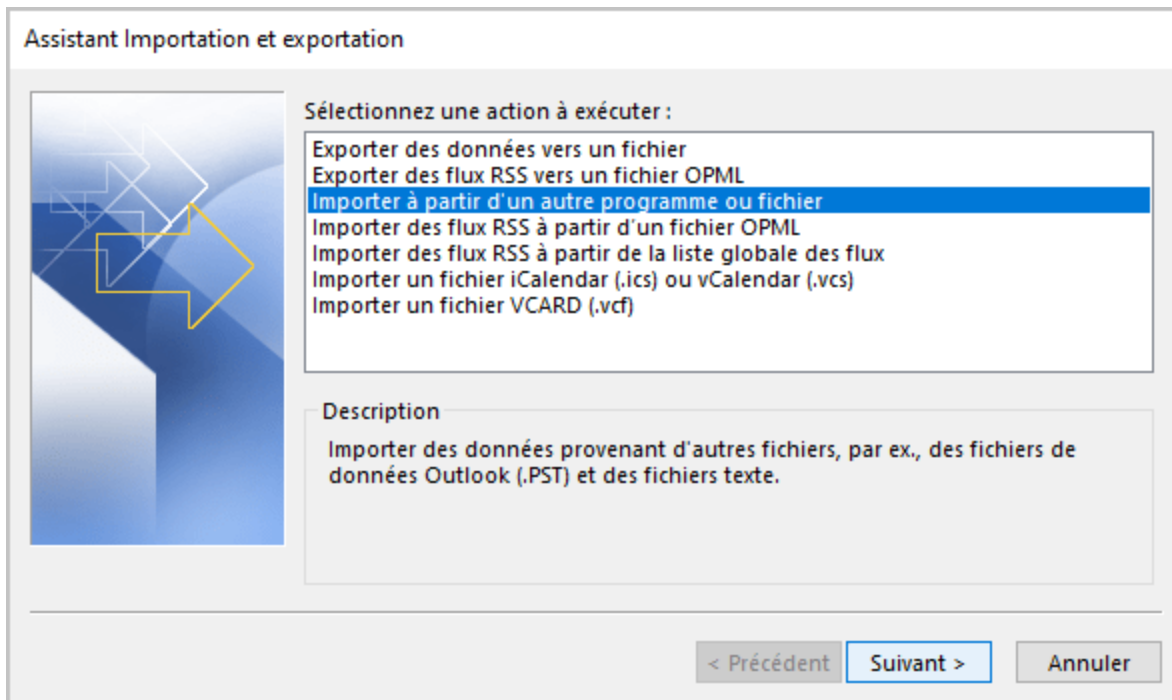 Assistant Importation et exportation
Sélectionnez une action à exécuter :
Exporter des données vers un fichier
Exporter des flux RSS vers un fichier OPML
Importer à partir d'un autre programme ou fichier
Importer des flux RSS à partir d'un fichier OPML
Importer des flux RSS à partir de la liste globale des flux
Importer un fichier iCalendar (.ics) ou vCalendar (.vcs)
Importer un fichier VCARD (.vcf)
Description
Importer des données provenant d'autres fichiers, par ex., des fichiers de
données Outlook (.PST) et des fichiers texte.
< Précédent Suivant > Annuler